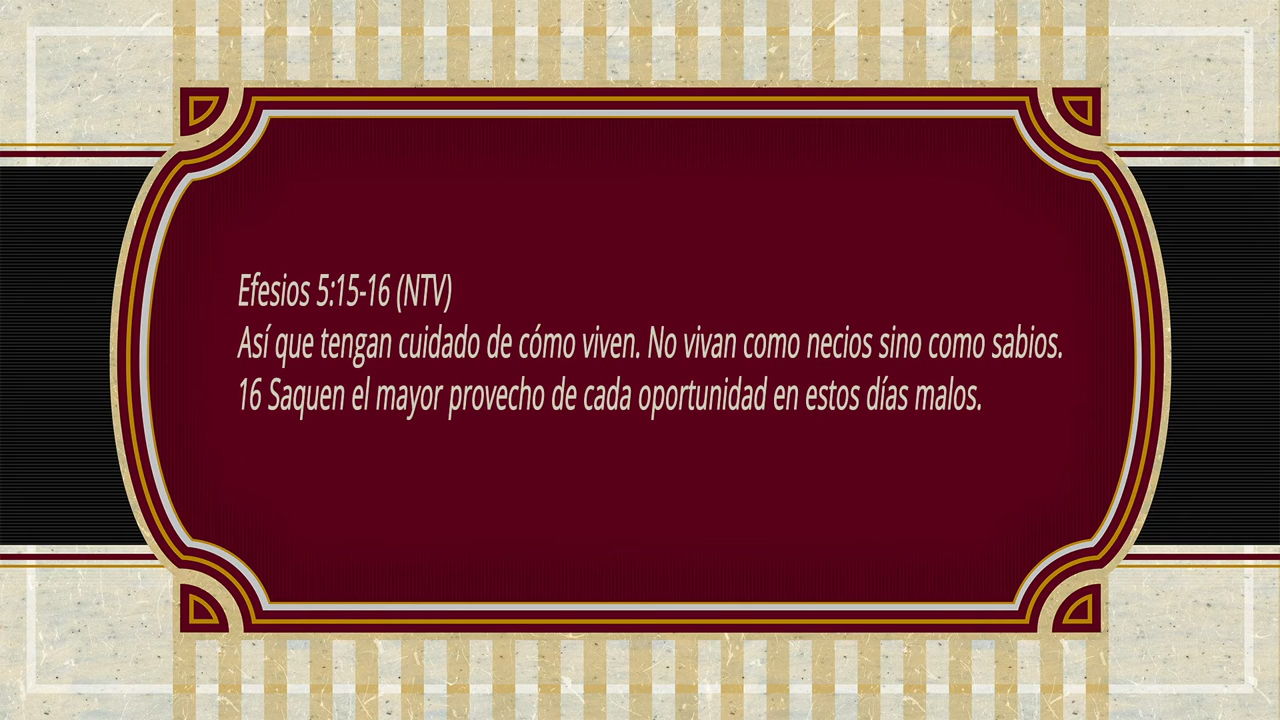 Efesios 5:15-16 (NTV)
Así que tengan cuidado de cómo viven. No vivan como necios sino como sabios.
16 Saquen el mayor provecho de cada oportunidad en estos días malos.